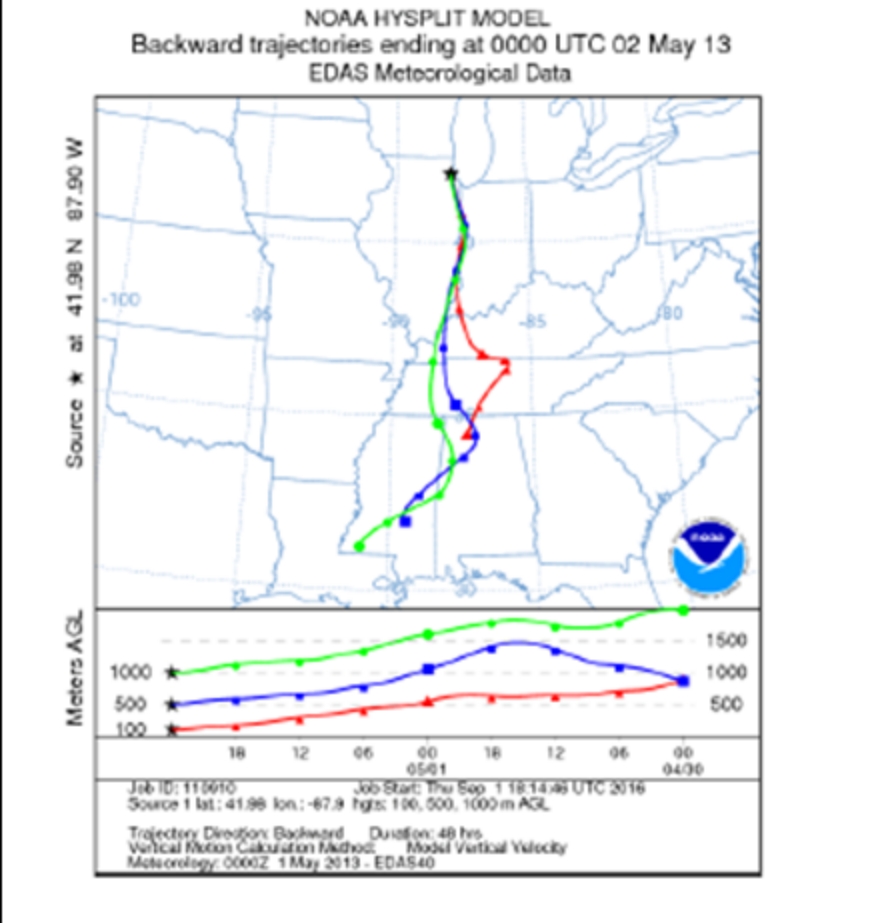 NOAA HYSPLIT MODEL
Backward trajectories ending at 0000 UTC 02 May 13
EDAS Meteorological Data
Source ★ at 41.98 N 87.90 W
-100
-95
-90
-85
-80
noaa
Meters AGL
1500
1000 1000
500 500
100
18 12 06 00 18 12 06 00
05/01 04/30
Job ID: 110910 Job Start: Thu Sep 1 18:14:46 UTC 2016
Source 1 lat.: 41.98 lon.: -87.9 hgts: 100, 500, 1000 m AGL
Trajectory Direction: Backward Duration: 48 hrs
Vertical Motion Calculation Method: Model Vertical Velocity
Meteorology: 0000Z 1 May 2013 - EDAS40